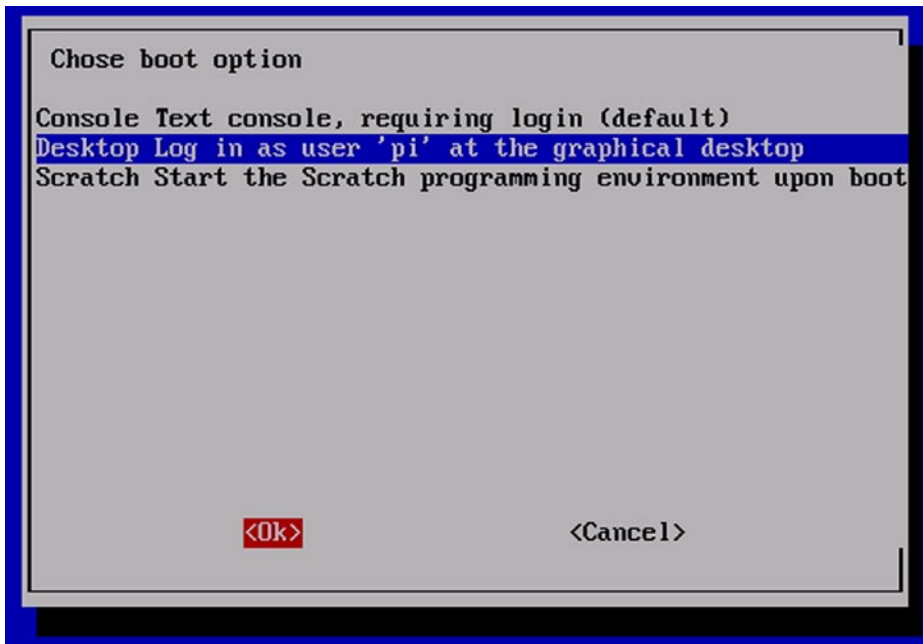 Chose boot option
Console Text console, requiring login (default)
Desktop Log in as user 'pi' at the graphical desktop
Scratch Start the Scratch programming environment upon boot
<Ok> <Cancel>